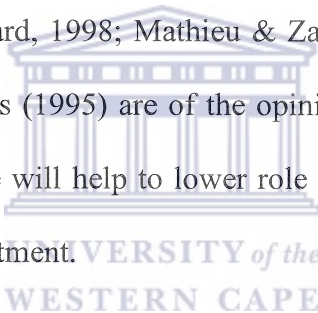 ard, 1998; Mathieu & Za
s (1995) are of the opini
will help to lower role
tment.
UNIVERSITY of the
WESTERN CAPE